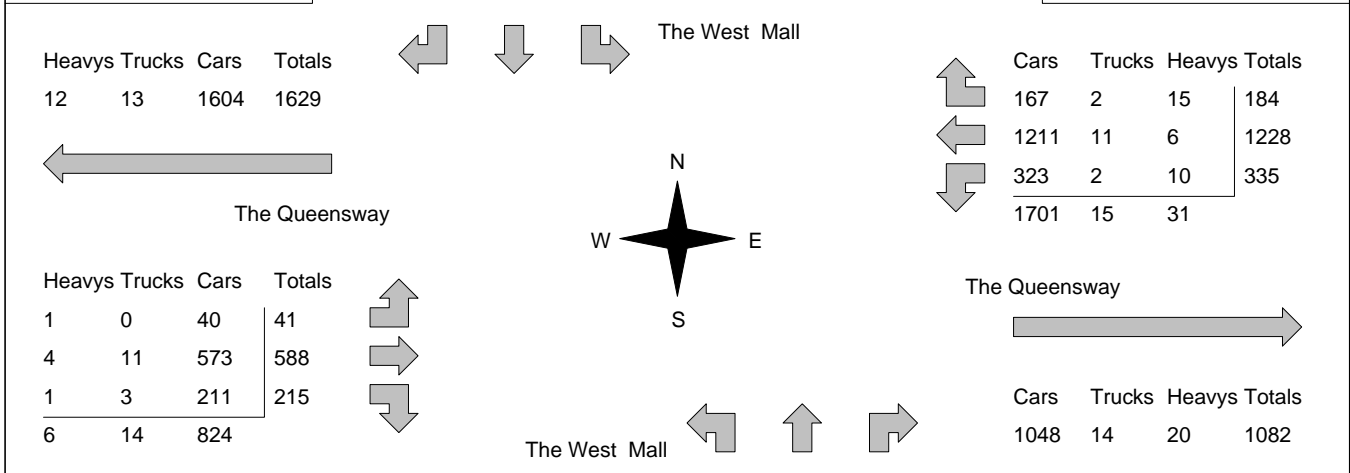 The West Mall
Heavys Trucks Cars Totals
12 13 1604 1629
The Queensway
Heavys Trucks Cars Totals
1 0 40 41
4 11 573 588
1 3 211 215
6 14 824
N
W E
S
The West Mall
Cars Trucks Heavys Totals
167 2 15 184
1211 11 6 1228
323 2 10 335
1701 15 31
The Queensway
Cars Trucks Heavys Totals
1048 14 20 1082